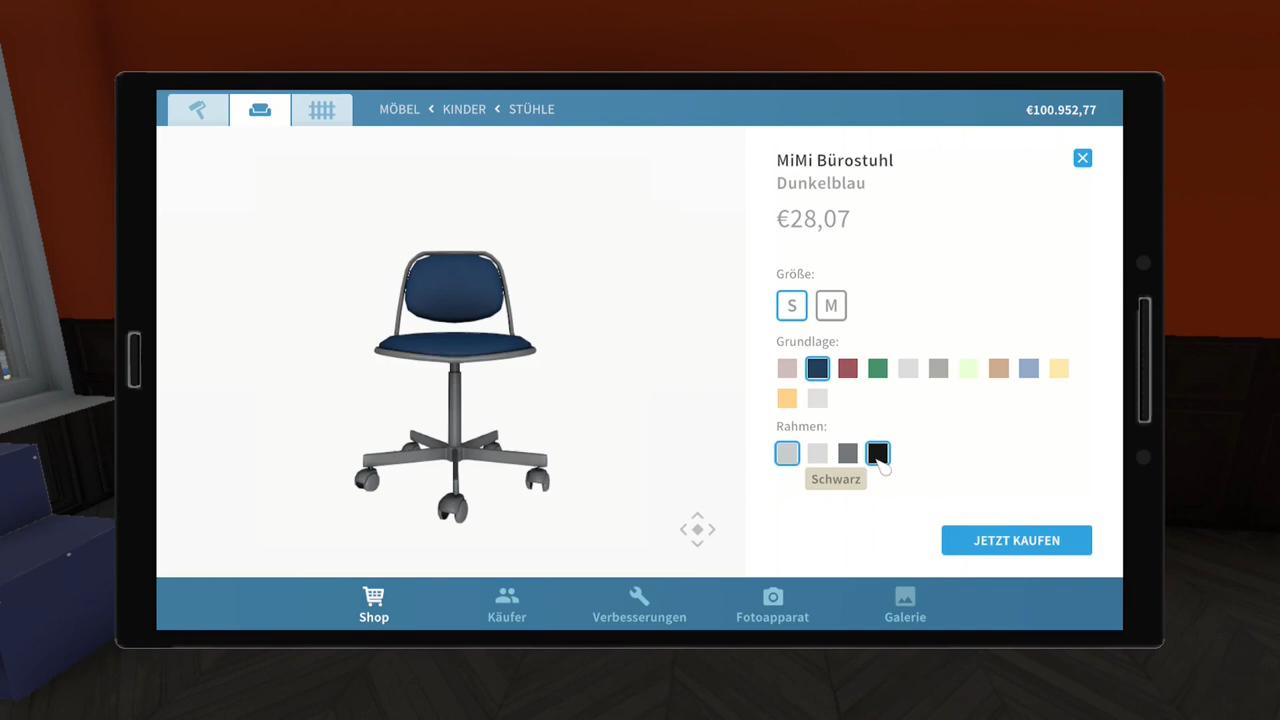 MÖBEL < KINDER < STÜHLE
€100.952,77
MiMi Bürostuhl
Dunkelblau
€28,07
Größe:
S M
Grundlage:
Rahmen:
Schwarz
JETZT KAUFEN
Shop
Käufer
Verbesserungen
Fotoapparat
Galerie